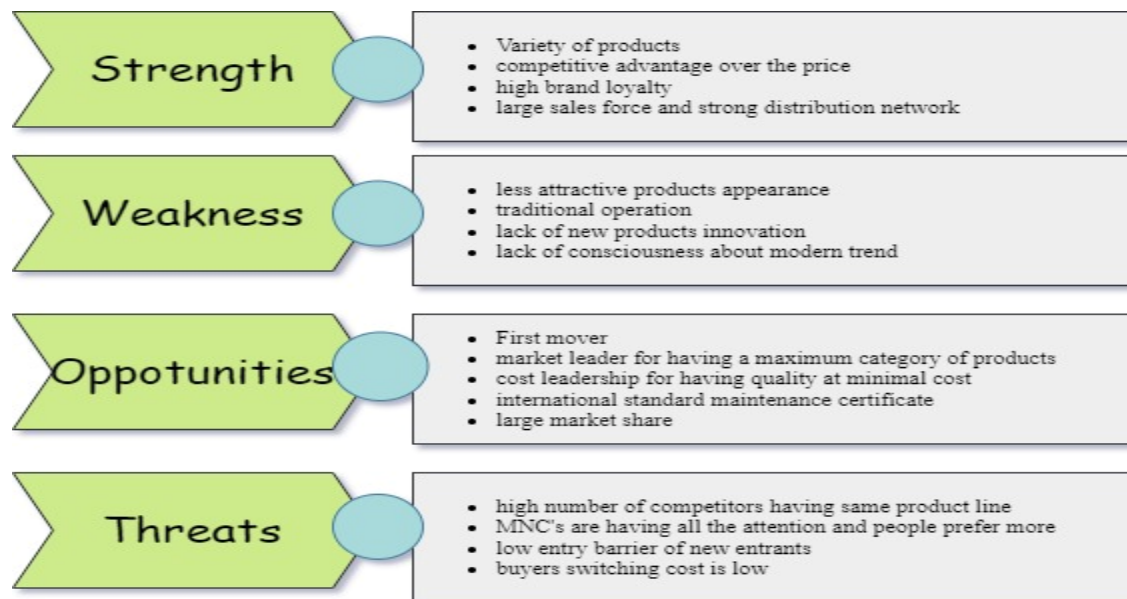 Strength
• Variety of products
• competitive advantage over the price
• high brand loyalty
• large sales force and strong distribution network
Weakness
• less attractive products appearance
• traditional operation
• lack of new products innovation
• lack of consciousness about modern trend
Oppotunities
• First mover
• market leader for having a maximum category of products
• cost leadership for having quality at minimal cost
• international standard maintenance certificate
• large market share
Threats
• high number of competitors having same product line
• MNC's are having all the attention and people prefer more
• low entry barrier of new entrants
• buyers switching cost is low